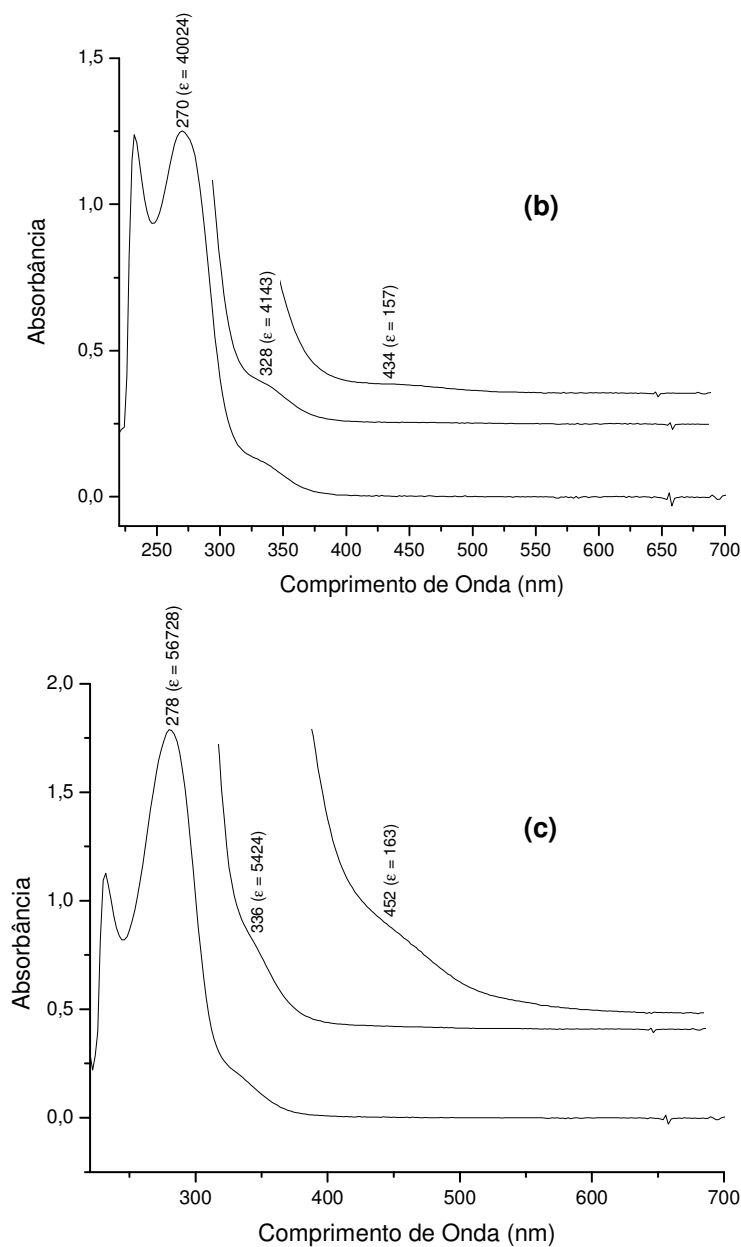 270 (ε = 40024)
1,5
(b)
1,0
Absorbância
328 (ε = 4143)
434 (ε = 157)
0,5
0,0
250 300 350 400 450 500 550 600 650 700
Comprimento de Onda (nm)
278 (ε = 56728)
2,0
1,5
(c)
336 (ε = 5424)
452 (ε = 163)
1,0
Absorbância
0,5
0,0
300 400 500 600 700
Comprimento de Onda (nm)